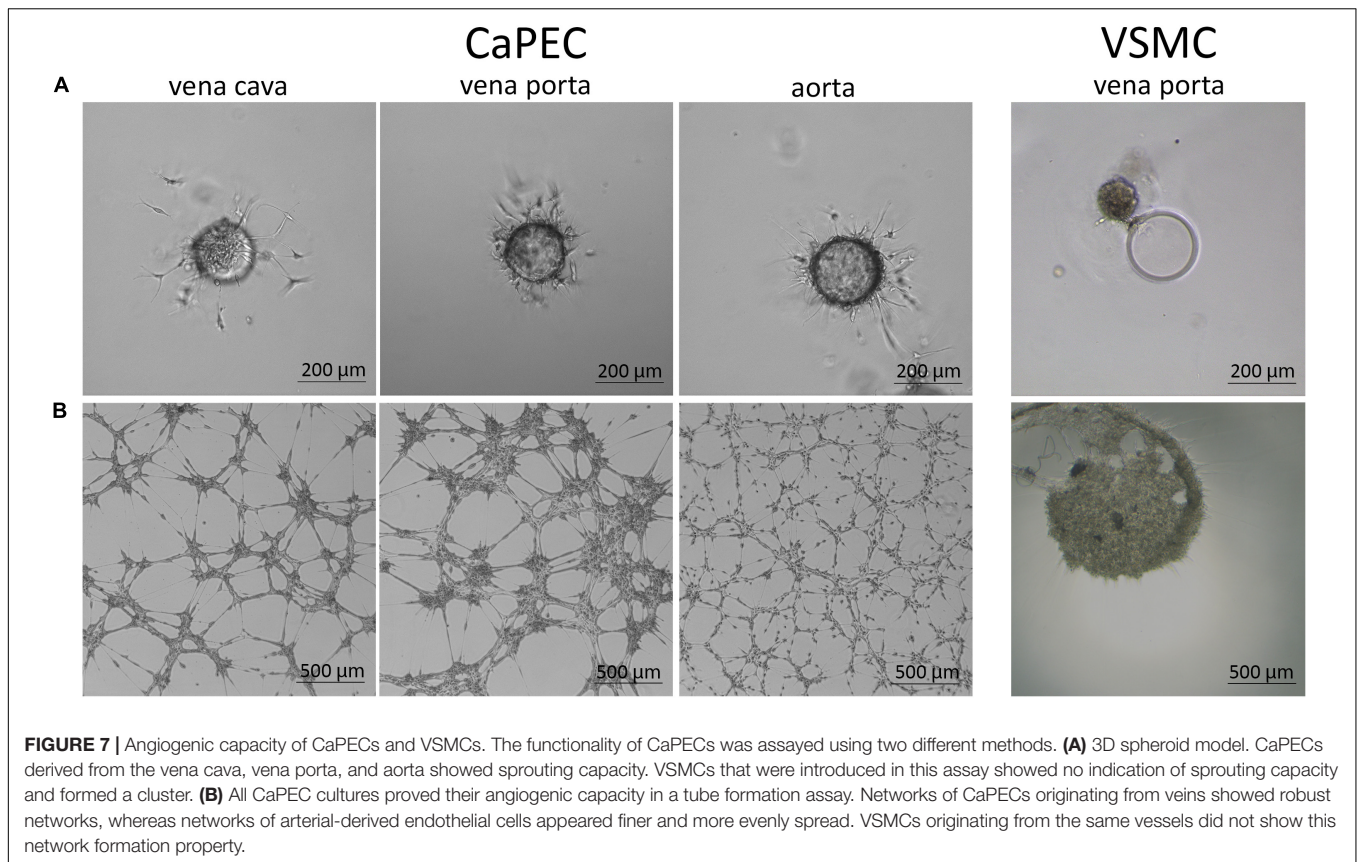 CaPEC VSMC
A vena cava vena porta aorta vena porta
200 µm 200 µm 200 µm 200 µm
B
500 µm 500 µm 500 µm 500 µm
FIGURE 7 | Angiogenic capacity of CaPECs and VSMCs. The functionality of CaPECs was assayed using two different methods. (A) 3D spheroid model. CaPECs
derived from the vena cava, vena porta, and aorta showed sprouting capacity. VSMCs that were introduced in this assay showed no indication of sprouting capacity
and formed a cluster. (B) All CaPEC cultures proved their angiogenic capacity in a tube formation assay. Networks of CaPECs originating from veins showed robust
networks, whereas networks of arterial-derived endothelial cells appeared finer and more evenly spread. VSMCs originating from the same vessels did not show this
network formation property.